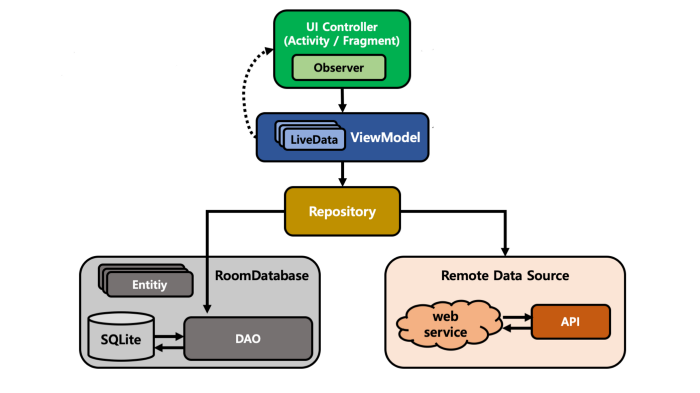 UI Controller
(Activity / Fragment)
Observer
LiveData
ViewModel
Repository
RoomDatabase
Entitiy
SQLite
DAO
Remote Data Source
web
service
API